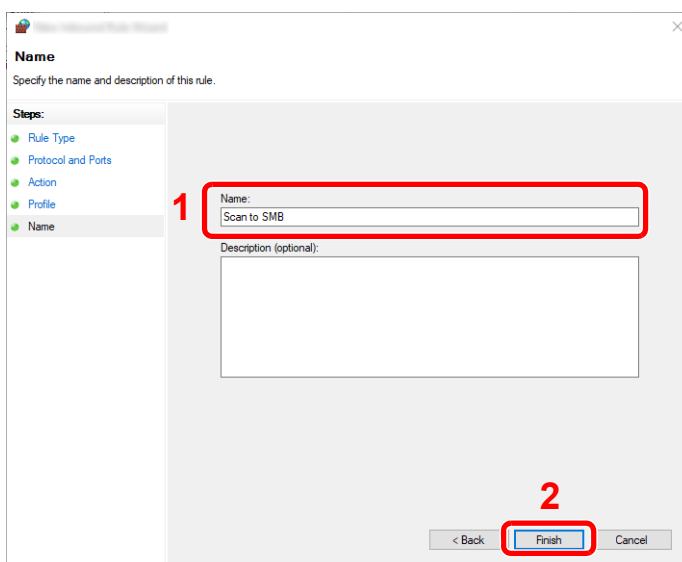 Name
Specify the name and description of this rule.
Steps:
Rule Type
Protocol and Ports
Action
Profile
Name
1
Name:
Scan to SMB
Description (optional):
2
< Back
Finish
Cancel